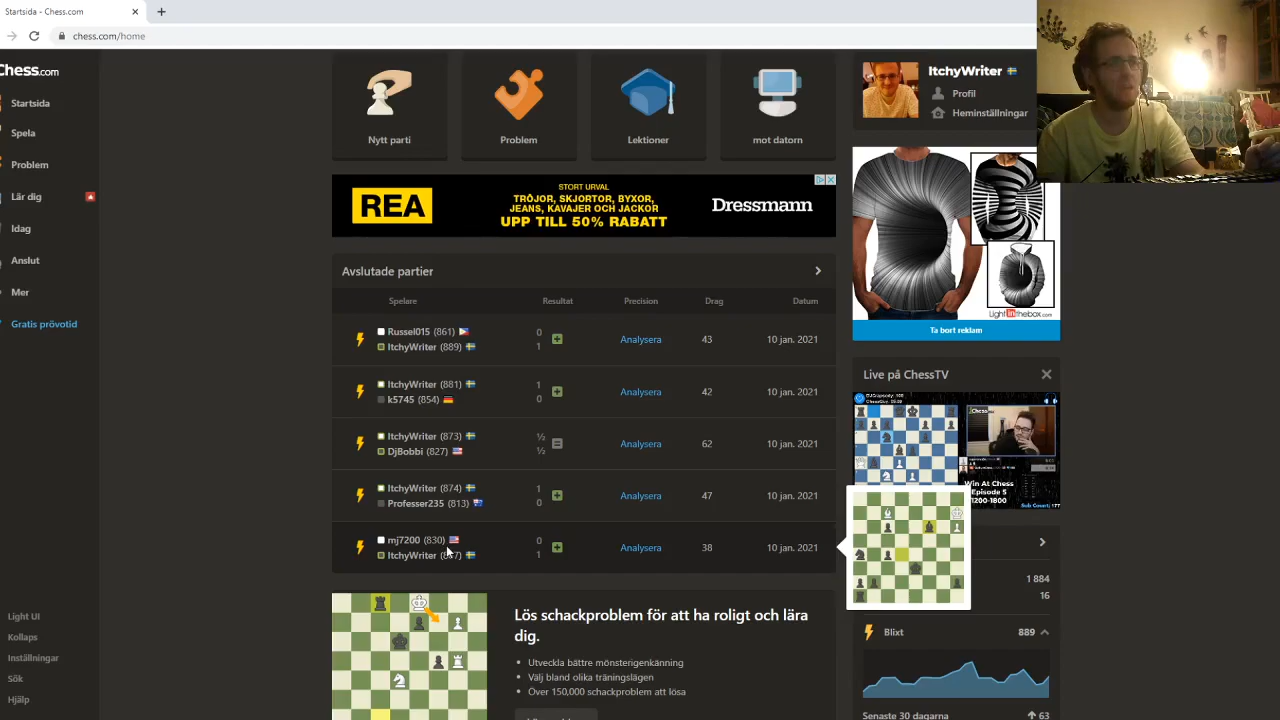 Startsida - Chess.com
chess.com/home
Chess.com
Startsida
Spela
Problem
Lär dig
Idag
Anslut
Mer
Gratis prövotid
Light UI
Kollaps
Inställningar
Sök
Hjälp
Nytt parti
Problem
Lektioner
mot datorn
REA
STORT URVAL
TRÖJOR, SKJORTOR, BYXOR,
JEANS, KAVAJER OCH JACKOR
UPP TILL 50% RABATT
Dressmann
Avslutade partier
Spelare
Resultat
Precision
Drag
Datum
Russel015 (861)
ItchyWriter (889)
0
1
Analysera
43
10 jan. 2021
ItchyWriter (881)
k5745 (854)
1
0
Analysera
42
10 jan. 2021
ItchyWriter (873)
DjBobbi (827)
½
½
Analysera
62
10 jan. 2021
ItchyWriter (874)
Professer235 (813)
1
0
Analysera
47
10 jan. 2021
mj7200 (830)
ItchyWriter
0
1
Analysera
38
10 jan. 2021
Lös schackproblem för att ha roligt och lära
dig.
Utveckla bättre mönsterigenkänning
Välj bland olika träningslägen
Över 150,000 schackproblem att lösa
ItchyWriter
Profil
Heminställningar
LightInTheBox.com
Ta bort reklam
Live på ChessTV
Win At Chess
Episode 5
1200-1800
Sub Count: 177
1 884
16
Blixt
889
Senaste 30 dagarna
63